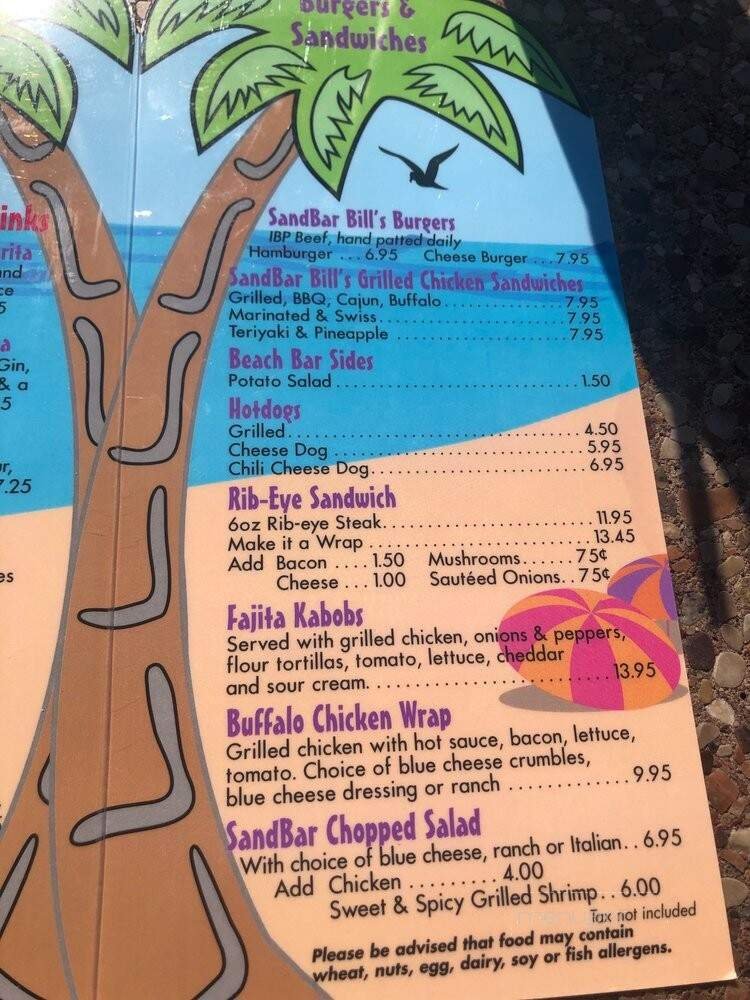 Burgers &
Sandwiches
inks
rita
and
ce
5
a
Gin,
& a
5
r,
7.25
es
SandBar Bill's Burgers
IBP Beef, hand patted daily
Hamburger ... 6.95 Cheese Burger ... 7.95
SandBar Bill's Grilled Chicken Sandwiches
Grilled, BBQ, Cajun, Buffalo.................... 7.95
Marinated & Swiss............................. 7.95
Teriyaki & Pineapple ........................... 7.95
Beach Bar Sides
Potato Salad .................................. 1.50
Hotdogs
Grilled........................................ 4.50
Cheese Dog .................................... 5.95
Chili Cheese Dog............................... 6.95
Rib-Eye Sandwich
6oz Rib-eye Steak............................. 11.95
Make it a Wrap ............................... 13.45
Add Bacon .... 1.50 Mushrooms...... 75¢
Cheese ... 1.00 Sautéed Onions.. 75¢
Fajita Kabobs
Served with grilled chicken, onions & peppers,
flour tortillas, tomato, lettuce, cheddar
and sour cream............................... 13.95
Buffalo Chicken Wrap
Grilled chicken with hot sauce, bacon, lettuce,
tomato. Choice of blue cheese crumbles,
blue cheese dressing or ranch .............. 9.95
SandBar Chopped Salad
With choice of blue cheese, ranch or Italian.. 6.95
Add Chicken ......... 4.00
Sweet & Spicy Grilled Shrimp.. 6.00
Tax not included
Please be advised that food may contain
wheat, nuts, egg, dairy, soy or fish allergens.